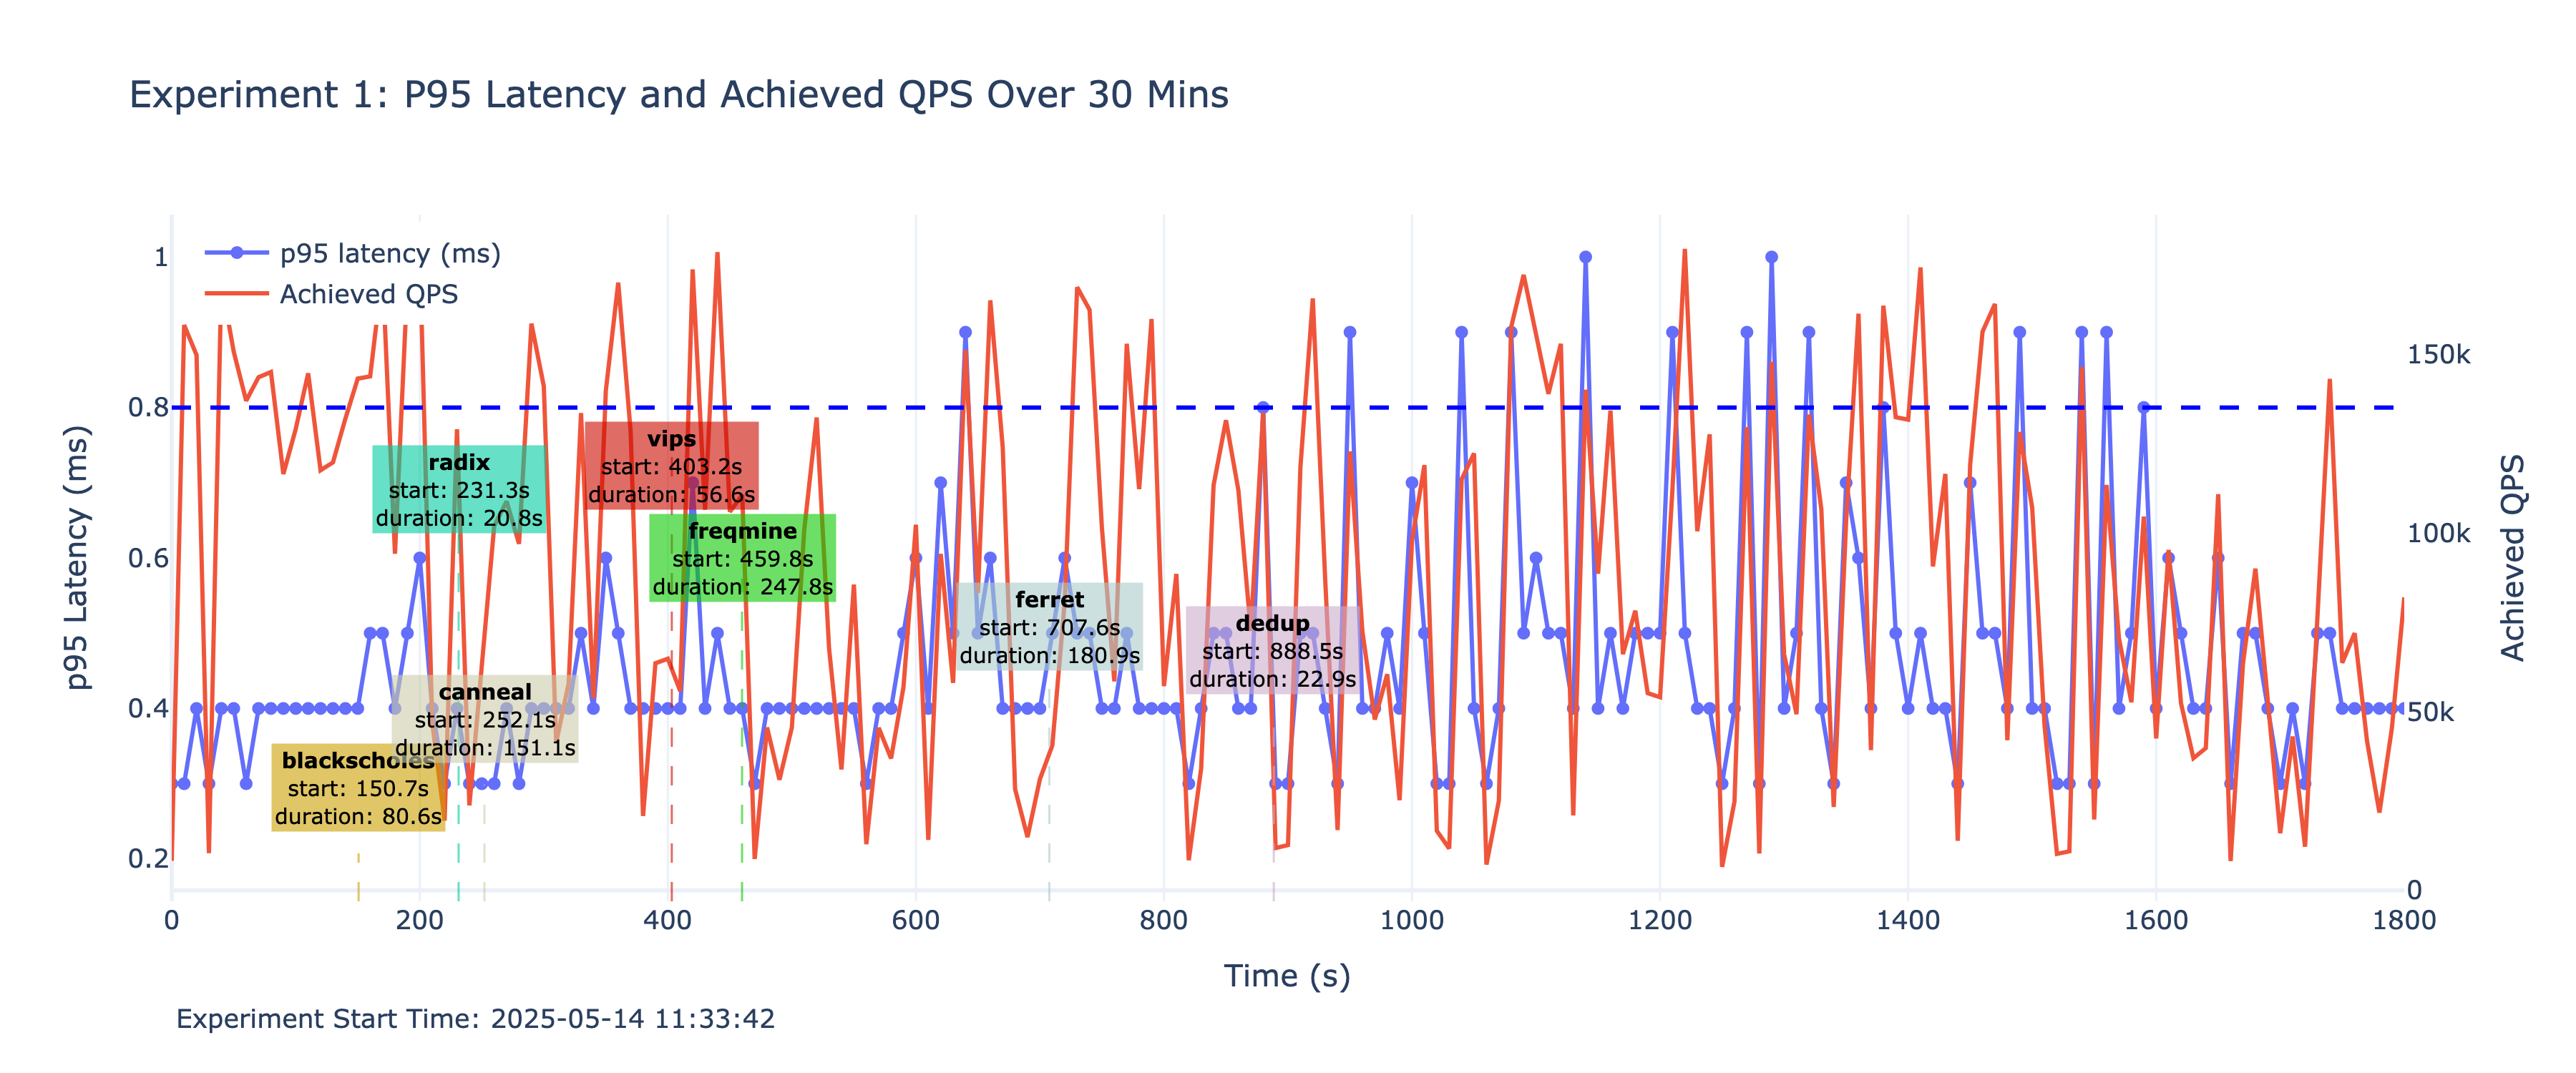 Experiment 1: P95 Latency and Achieved QPS Over 30 Mins
p95 latency (ms)
Achieved QPS
1
0.8
0.6
0.4
0.2
p95 Latency (ms)
150k
100k
50k
0
Achieved QPS
radix
start: 231.3s
duration: 20.8s
vips
start: 403.2s
duration: 56.6s
freqmine
start: 459.8s
duration: 247.8s
ferret
start: 707.6s
duration: 180.9s
dedup
start: 888.5s
duration: 22.9s
canneal
start: 252.1s
duration: 151.1s
blackscholes
start: 150.7s
duration: 80.6s
0 200 400 600 800 1000 1200 1400 1600 1800
Time (s)
Experiment Start Time: 2025-05-14 11:33:42